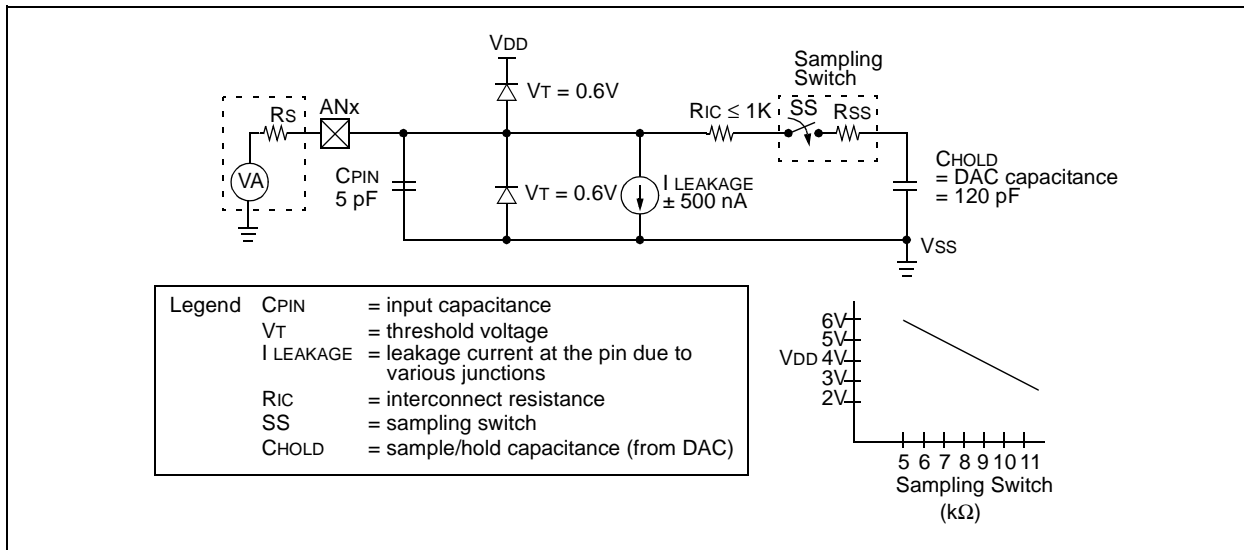 VDD
Sampling
Switch
VT = 0.6V
RS
ANx
RIC ≤ 1K
SS
RSS
VA
CPIN
5 pF
VT = 0.6V
I LEAKAGE
± 500 nA
CHOLD
= DAC capacitance
= 120 pF
VSS
Legend CPIN = input capacitance
VT = threshold voltage
I LEAKAGE = leakage current at the pin due to
various junctions
RIC = interconnect resistance
SS = sampling switch
CHOLD = sample/hold capacitance (from DAC)
6V
5V
VDD 4V
3V
2V
5 6 7 8 9 10 11
Sampling Switch
(kΩ)